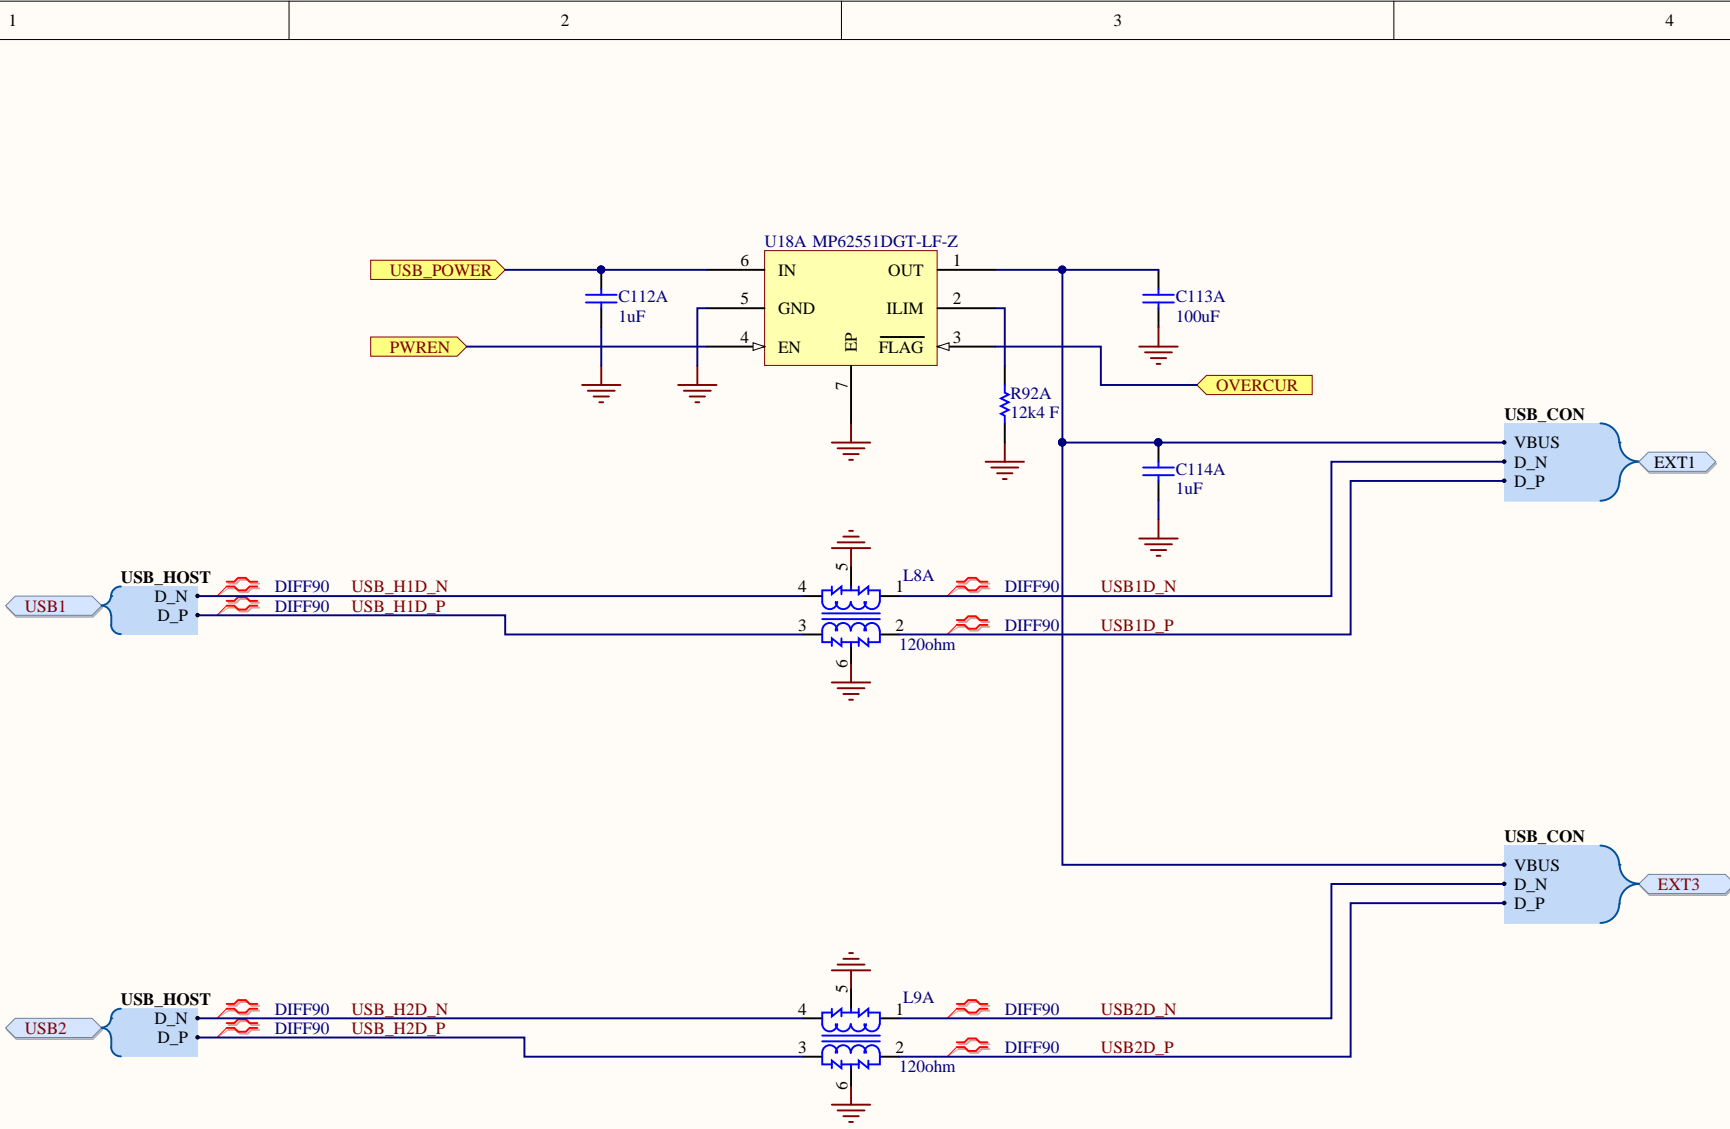 1 2 3 4
U18A MP62551DGT-LF-Z
USB_POWER
6 IN OUT 1
C112A
1uF
5 GND ILIM 2
C113A
100uF
PWREN
4 EN EP FLAG 3
7
R92A
12k4 F
OVERCUR
USB_CON
VBUS
D_N
D_P
EXT1
C114A
1uF
USB_HOST
USB1
D_N
D_P
DIFF90 USB_H1D_N
DIFF90 USB_H1D_P
5
4 1 L8A
3 2
120ohm
6
DIFF90 USB1D_N
DIFF90 USB1D_P
USB_CON
VBUS
D_N
D_P
EXT3
USB_HOST
USB2
D_N
D_P
DIFF90 USB_H2D_N
DIFF90 USB_H2D_P
5
4 1 L9A
3 2
120ohm
6
DIFF90 USB2D_N
DIFF90 USB2D_P